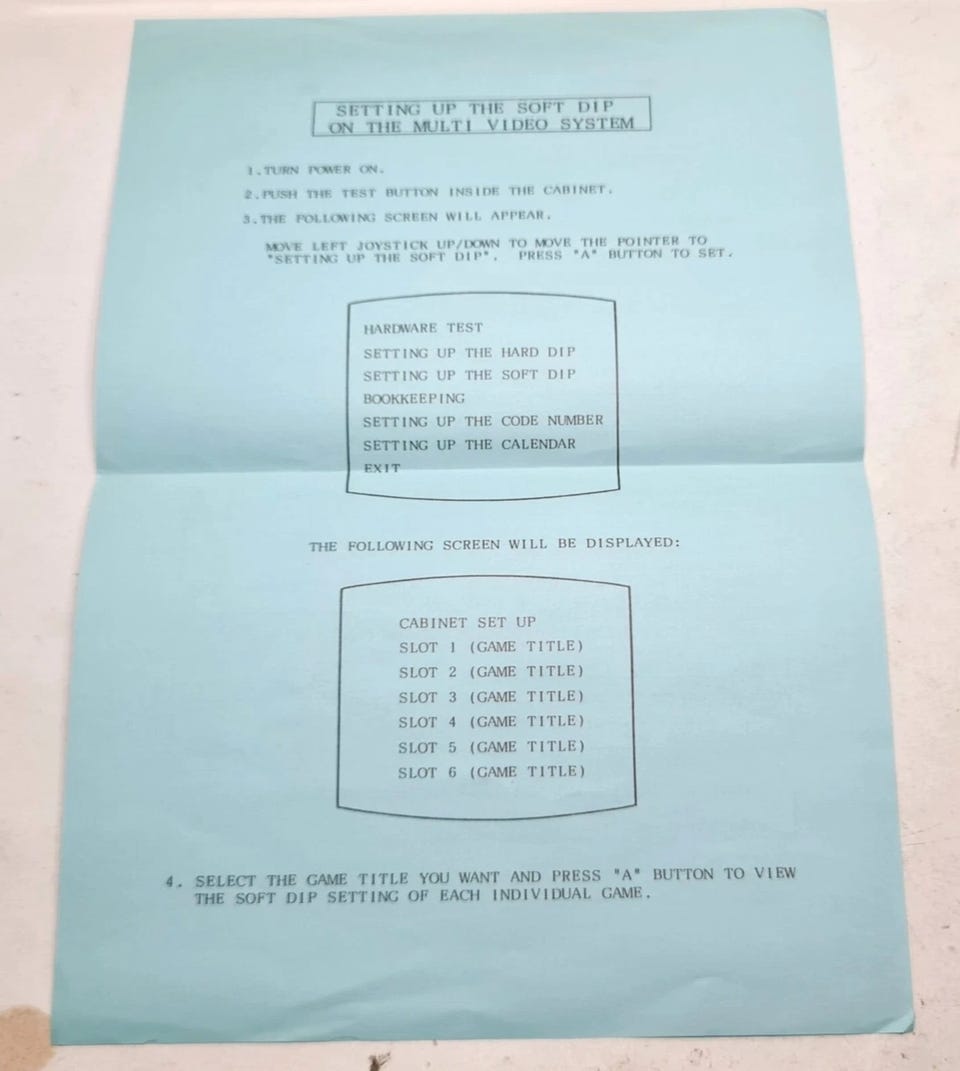 SETTING UP THE SOFT DIP
ON THE MULTI VIDEO SYSTEM
1.TURN POWER ON.
2.PUSH THE TEST BUTTON INSIDE THE CABINET.
3.THE FOLLOWING SCREEN WILL APPEAR.
MOVE LEFT JOYSTICK UP/DOWN TO MOVE THE POINTER TO
"SETTING UP THE SOFT DIP". PRESS "A" BUTTON TO SET.
HARDWARE TEST
SETTING UP THE HARD DIP
SETTING UP THE SOFT DIP
BOOKKEEPING
SETTING UP THE CODE NUMBER
SETTING UP THE CALENDAR
EXIT
THE FOLLOWING SCREEN WILL BE DISPLAYED:
CABINET SET UP
SLOT 1 (GAME TITLE)
SLOT 2 (GAME TITLE)
SLOT 3 (GAME TITLE)
SLOT 4 (GAME TITLE)
SLOT 5 (GAME TITLE)
SLOT 6 (GAME TITLE)
4. SELECT THE GAME TITLE YOU WANT AND PRESS "A" BUTTON TO VIEW
THE SOFT DIP SETTING OF EACH INDIVIDUAL GAME.